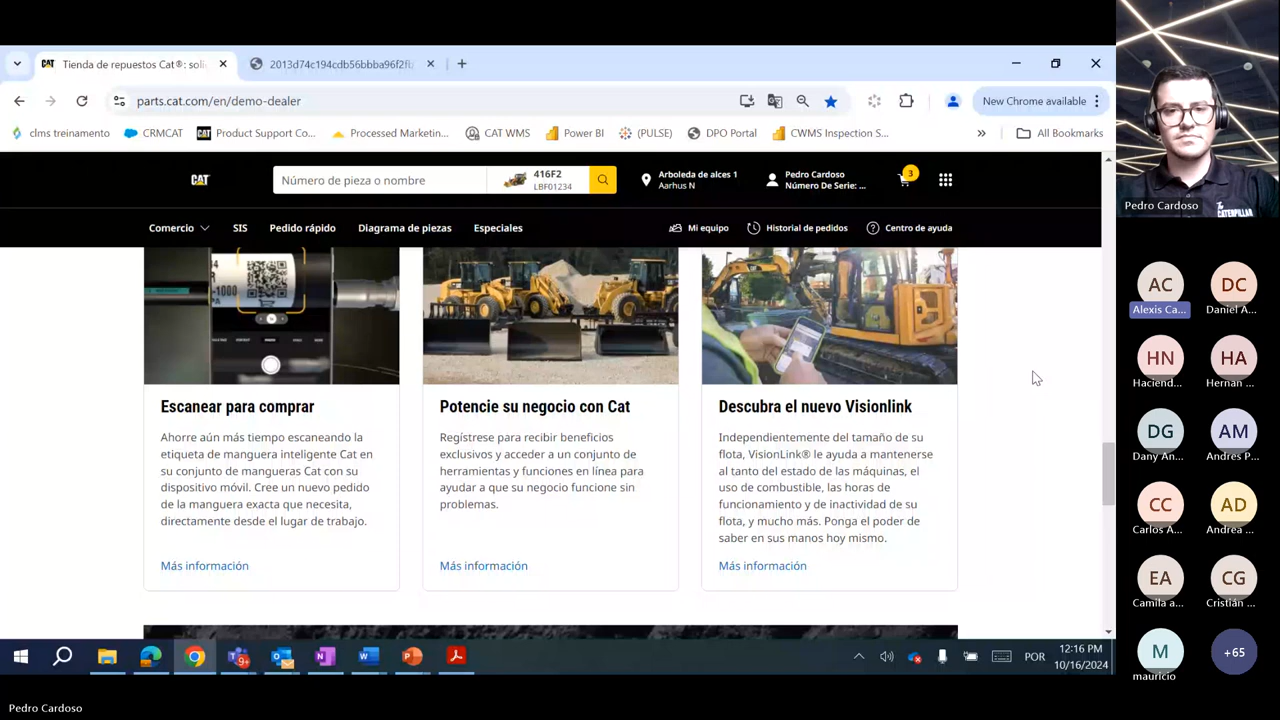 Tienda de repuestos Cat®: soli
2013d74c194cdb56bbba96f2f
parts.cat.com/en/demo-dealer
New Chrome available
clms treinamento
CRMCAT
Product Support Co...
Processed Marketin...
CAT WMS
Power BI
(PULSE)
DPO Portal
CWMS Inspection S...
All Bookmarks
CAT
Número de pieza o nombre
416F2
LBF01234
Arboleda de alces 1
Aarhus N
Pedro Cardoso
Número De Serie: ...
3
Comercio
SIS
Pedido rápido
Diagrama de piezas
Especiales
Mi equipo
Historial de pedidos
Centro de ayuda
Escanear para comprar
Ahorre aún más tiempo escaneando la
etiqueta de manguera inteligente Cat en
su conjunto de mangueras Cat con su
dispositivo móvil. Cree un nuevo pedido
de la manguera exacta que necesita,
directamente desde el lugar de trabajo.
Más información
Potencie su negocio con Cat
Regístrese para recibir beneficios
exclusivos y acceder a un conjunto de
herramientas y funciones en línea para
ayudar a que su negocio funcione sin
problemas.
Más información
Descubra el nuevo Visionlink
Independientemente del tamaño de su
flota, VisionLink® le ayuda a mantenerse
al tanto del estado de las máquinas, el
uso de combustible, las horas de
funcionamiento y de inactividad de su
flota, y mucho más. Ponga el poder de
saber en sus manos hoy mismo.
Más información
POR
12:16 PM
10/16/2024
Pedro Cardoso
CATERPILLAR
Pedro Cardoso
AC
Alexis Ca...
DC
Daniel A...
HN
Haciend...
HA
Hernan ...
DG
Dany An...
AM
Andres P...
CC
Carlos A...
AD
Andrea ...
EA
Camila a...
CG
Cristián ...
M
mauricio
+65